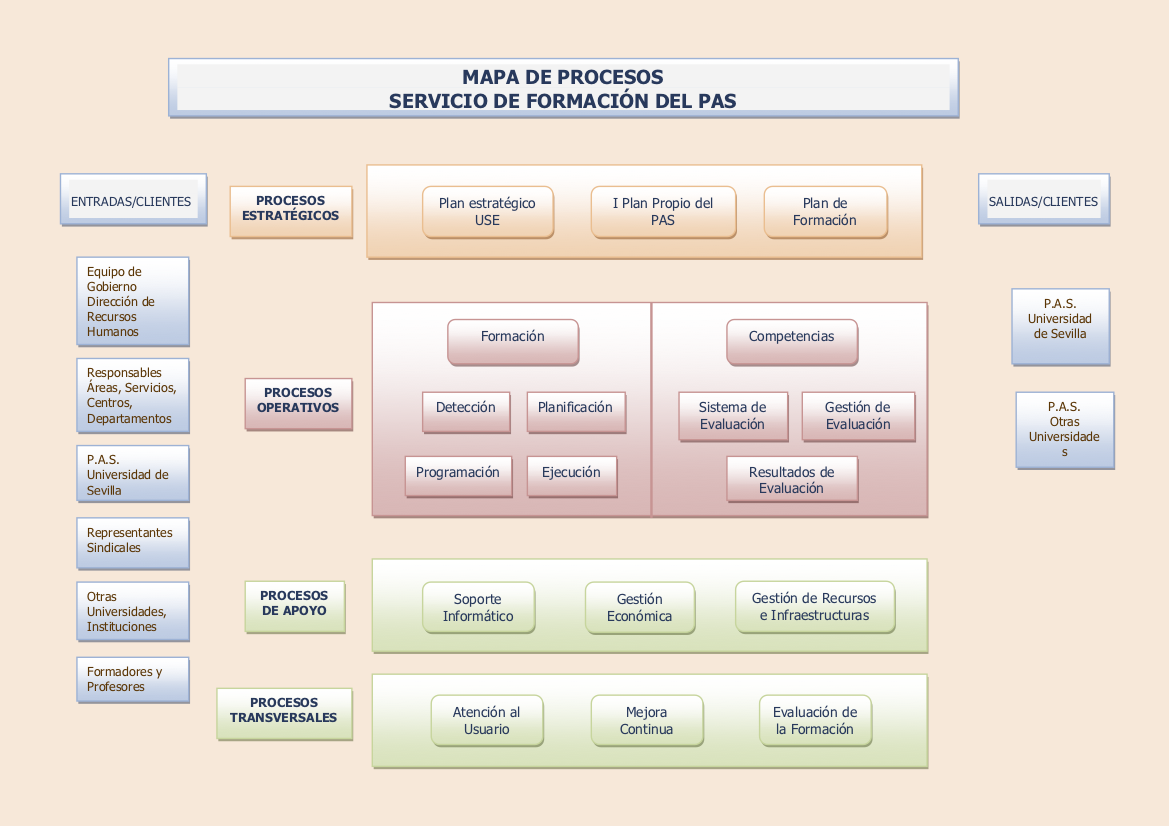 MAPA DE PROCESOS
SERVICIO DE FORMACIÓN DEL PAS
ENTRADAS/CLIENTES
Equipo de
Gobierno
Dirección de
Recursos
Humanos
Responsables
Áreas, Servicios,
Centros,
Departamentos
P.A.S.
Universidad de
Sevilla
Representantes
Sindicales
Otras
Universidades,
Instituciones
Formadores y
Profesores
PROCESOS
ESTRATÉGICOS
Plan estratégico
USE
I Plan Propio del
PAS
Plan de
Formación
PROCESOS
OPERATIVOS
Formación
Detección
Planificación
Programación
Ejecución
Competencias
Sistema de
Evaluación
Gestión de
Evaluación
Resultados de
Evaluación
PROCESOS
DE APOYO
Soporte
Informático
Gestión
Económica
Gestión de Recursos
e Infraestructuras
PROCESOS
TRANSVERSALES
Atención al
Usuario
Mejora
Continua
Evaluación de
la Formación
SALIDAS/CLIENTES
P.A.S.
Universidad
de Sevilla
P.A.S.
Otras
Universidade
s